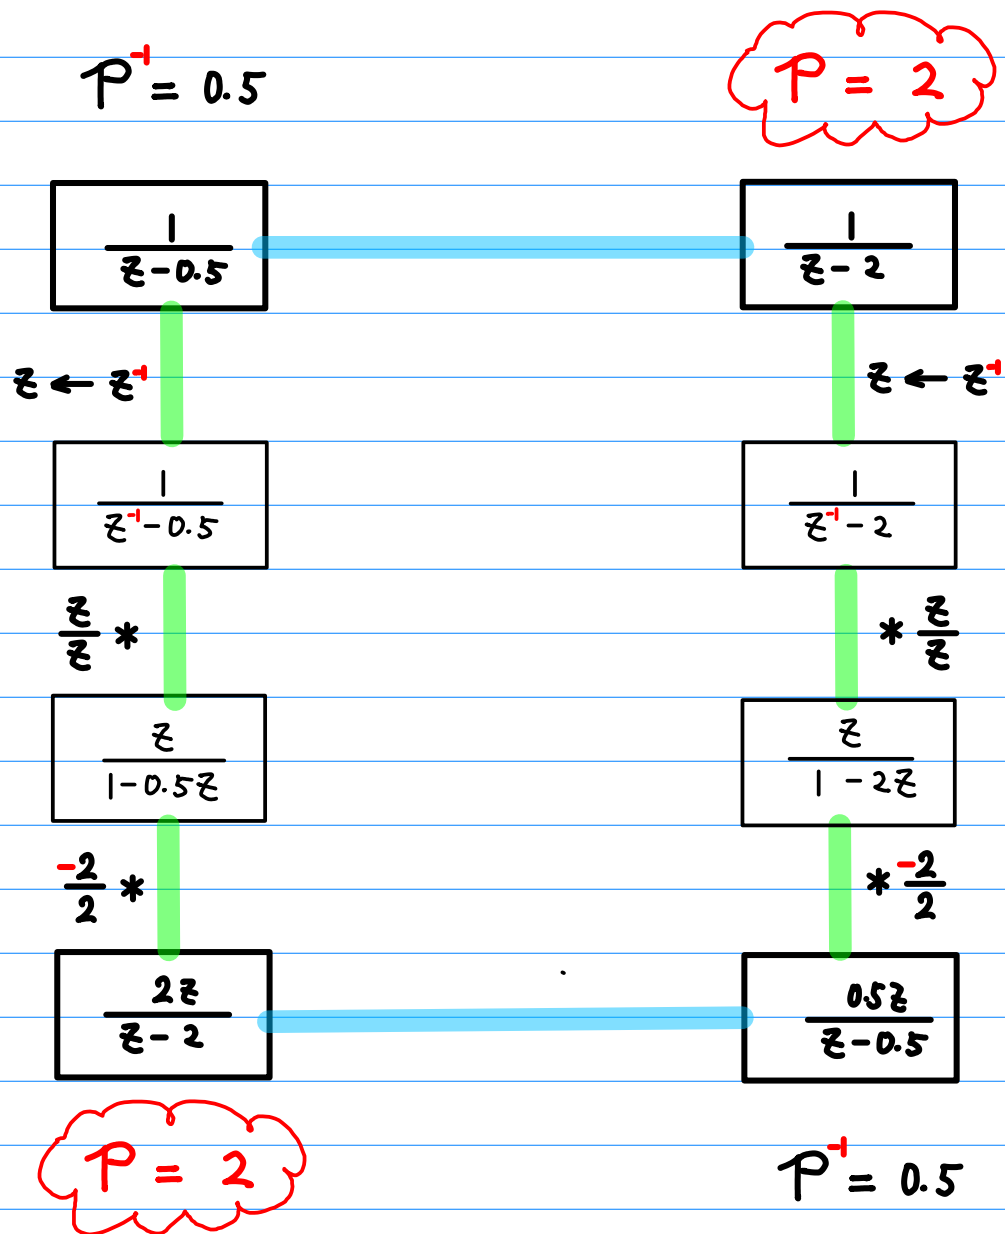 P⁻¹ = 0.5
P = 2
1/(z − 0.5)
1/(z − 2)
z ← z⁻¹
z ← z⁻¹
1/(z⁻¹ − 0.5)
1/(z⁻¹ − 2)
z/z *
* z/z
z/(1 − 0.5z)
z/(1 − 2z)
−2/2 *
* −2/2
2z/(z − 2)
0.5z/(z − 0.5)
P = 2
P⁻¹ = 0.5